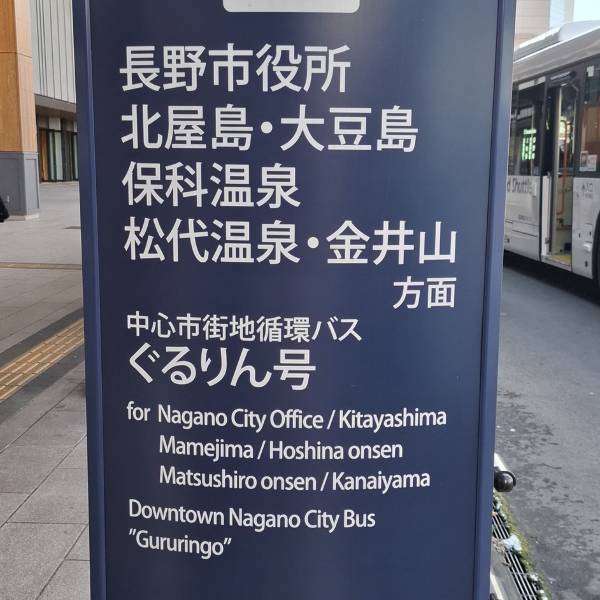 長野市役所
北屋島・大豆島
保科温泉
松代温泉・金井山
方面
中心市街地循環バス
ぐるりん号
for Nagano City Office / Kitayashima
Mamejima / Hoshina onsen
Matsushiro onsen / Kanaiyama
Downtown Nagano City Bus
"Gururingo"
d Shuttle